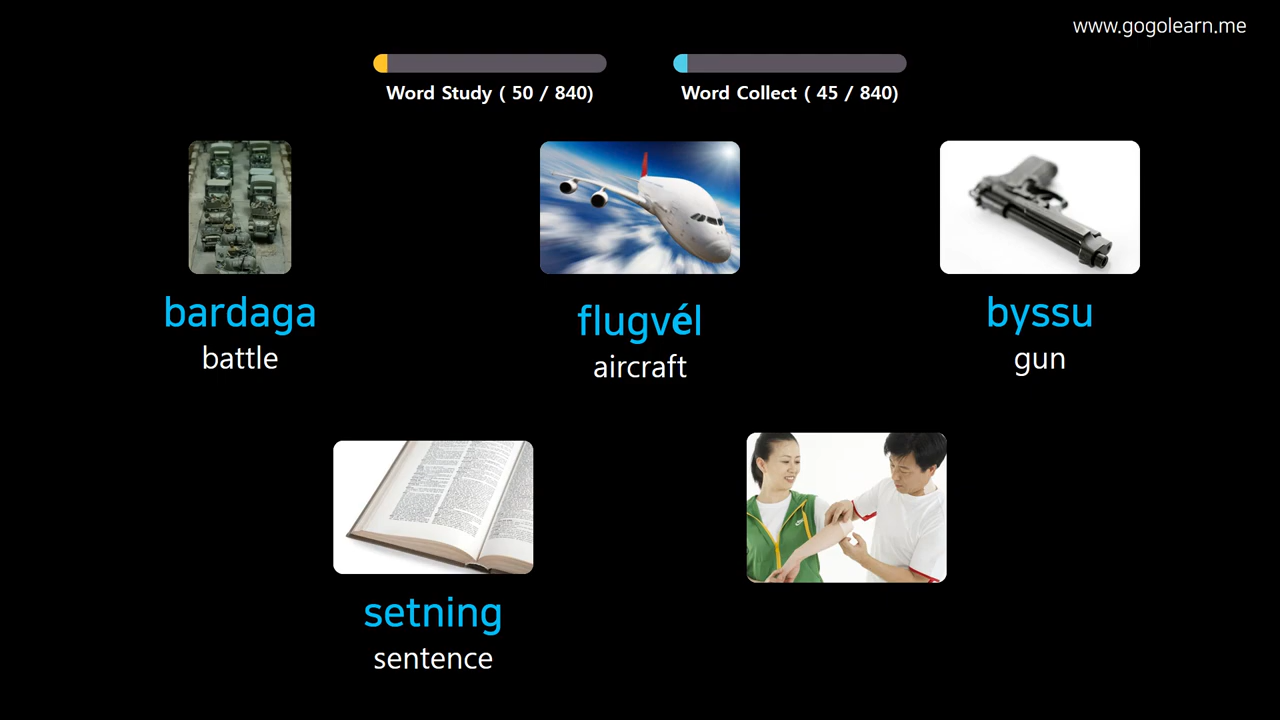 www.gogolearn.me
Word Study ( 50 / 840)
Word Collect ( 45 / 840)
bardaga
battle
flugvél
aircraft
byssu
gun
setning
sentence